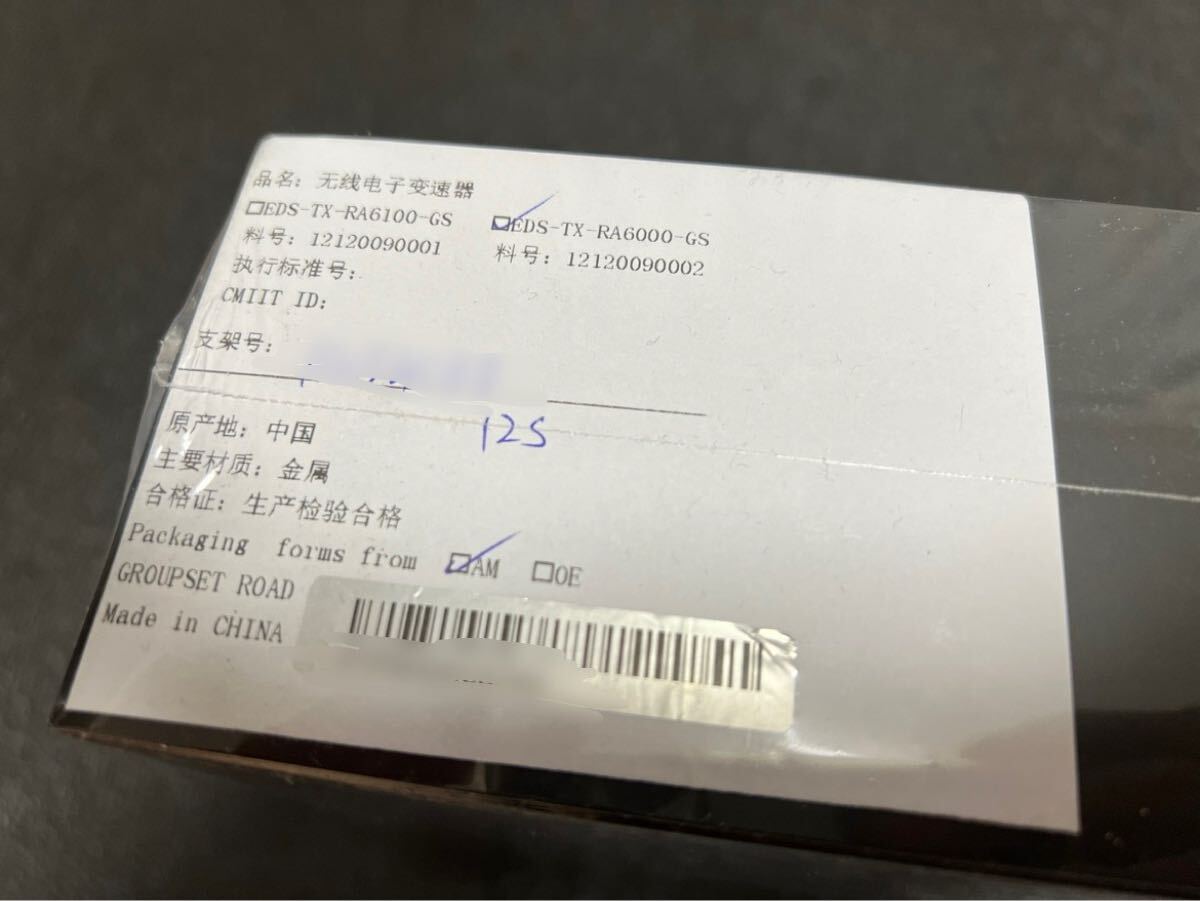 品名：无线电子变速器
□EDS-TX-RA6100-GS ☑EDS-TX-RA6000-GS
料号：12120090001 料号：12120090002
执行标准号：
CMIIT ID：
支架号：
12S
原产地：中国
主要材质：金属
合格证：生产检验合格
Packaging forms from ☑AM □OE
GROUPSET ROAD
Made in CHINA